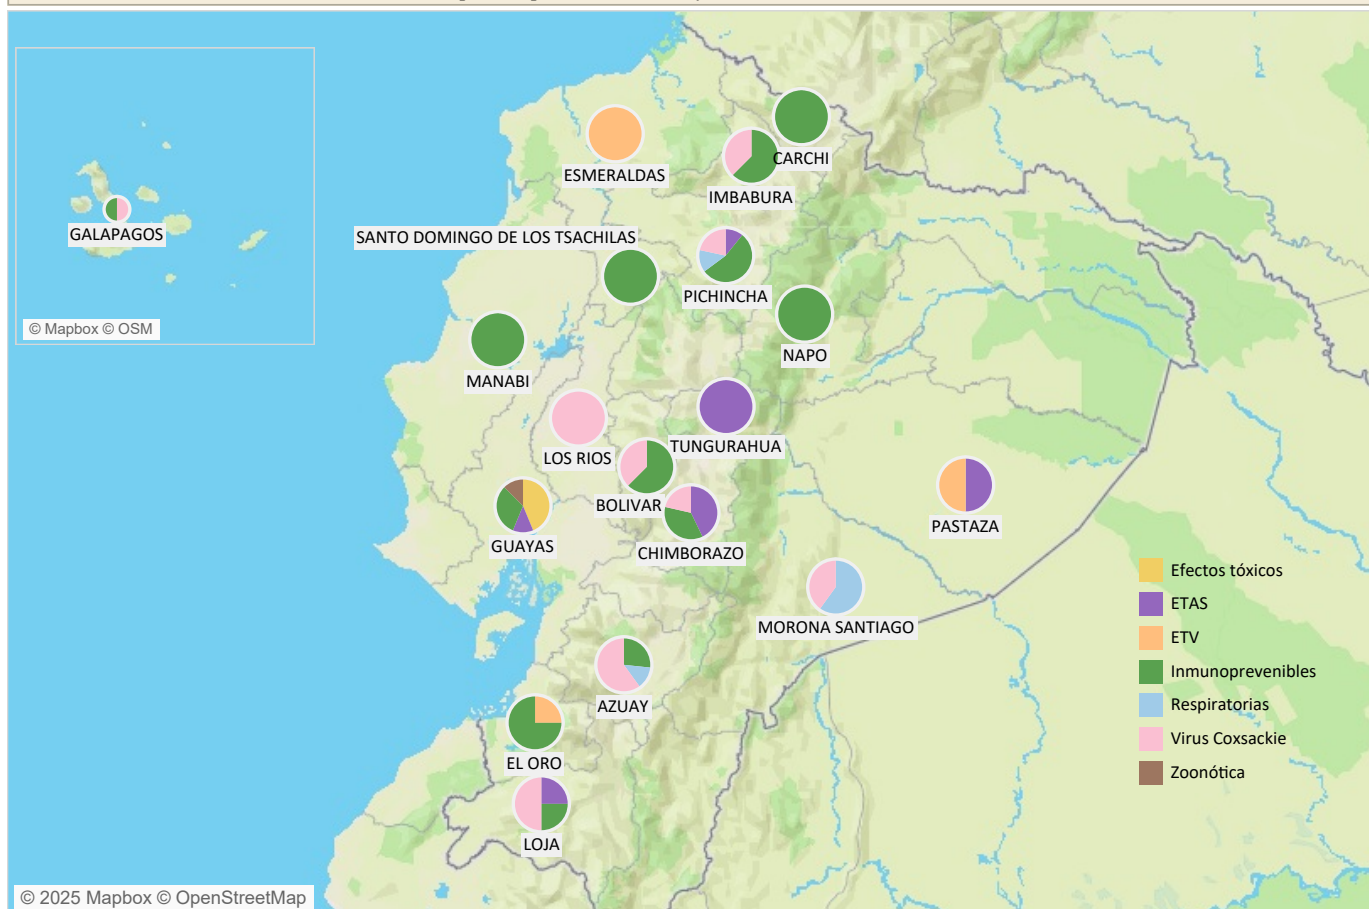 CARCHI
ESMERALDAS
IMBABURA
GALAPAGOS
SANTO DOMINGO DE LOS TSACHILAS
PICHINCHA
© Mapbox © OSM
NAPO
MANABI
TUNGURAHUA
LOS RIOS
BOLIVAR
PASTAZA
GUAYAS
CHIMBORAZO
Efectos tóxicos
ETAS
MORONA SANTIAGO
ETV
Inmunoprevenibles
Respiratorias
AZUAY
Virus Coxsackie
EL ORO
Zoonótica
LOJA
© 2025 Mapbox © OpenStreetMap